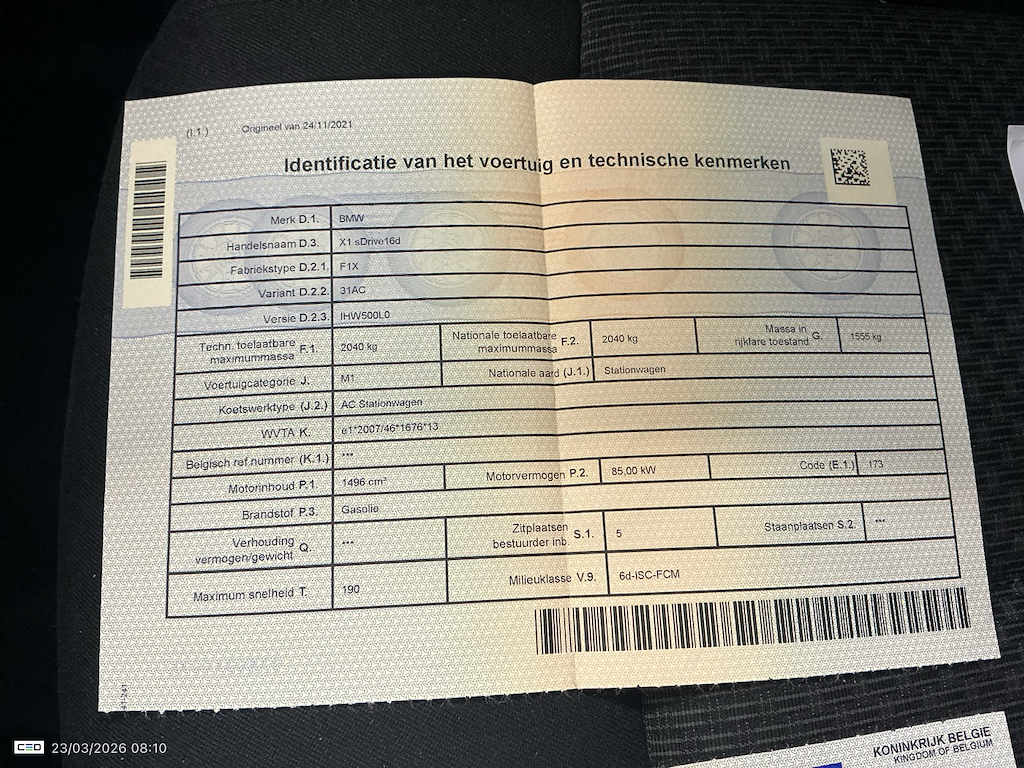 (I.1.) Origineel van 24/11/2021
Identificatie van het voertuig en technische kenmerken
Merk D.1. BMW
Handelsnaam D.3. X1 sDrive16d
Fabriekstype D.2.1. F1X
Variant D.2.2. 31AC
Versie D.2.3. IHW500L0
Techn. toelaatbare maximummassa F.1. 2040 kg Nationale toelaatbare maximummassa F.2. 2040 kg Massa in rijklare toestand G. 1555 kg
Voertuigcategorie J. M1 Nationale aard (J.1.) Stationwagen
Koetswerktype (J.2.) AC Stationwagen
WVTA K. e1*2007/46*1676*13
Belgisch ref.nummer (K.1.) ***
Motorinhoud P.1. 1496 cm³ Motorvermogen P.2. 85,00 kW Code (E.1.) 173
Brandstof P.3. Gasolie
Verhouding vermogen/gewicht Q. *** Zitplaatsen bestuurder inb. S.1. 5 Staanplaatsen S.2. ***
Maximum snelheid T. 190 Milieuklasse V.9. 6d-ISC-FCM
41-241
KONINKRIJK BELGIE
KINGDOM OF BELGIUM
CEO 23/03/2026 08:10